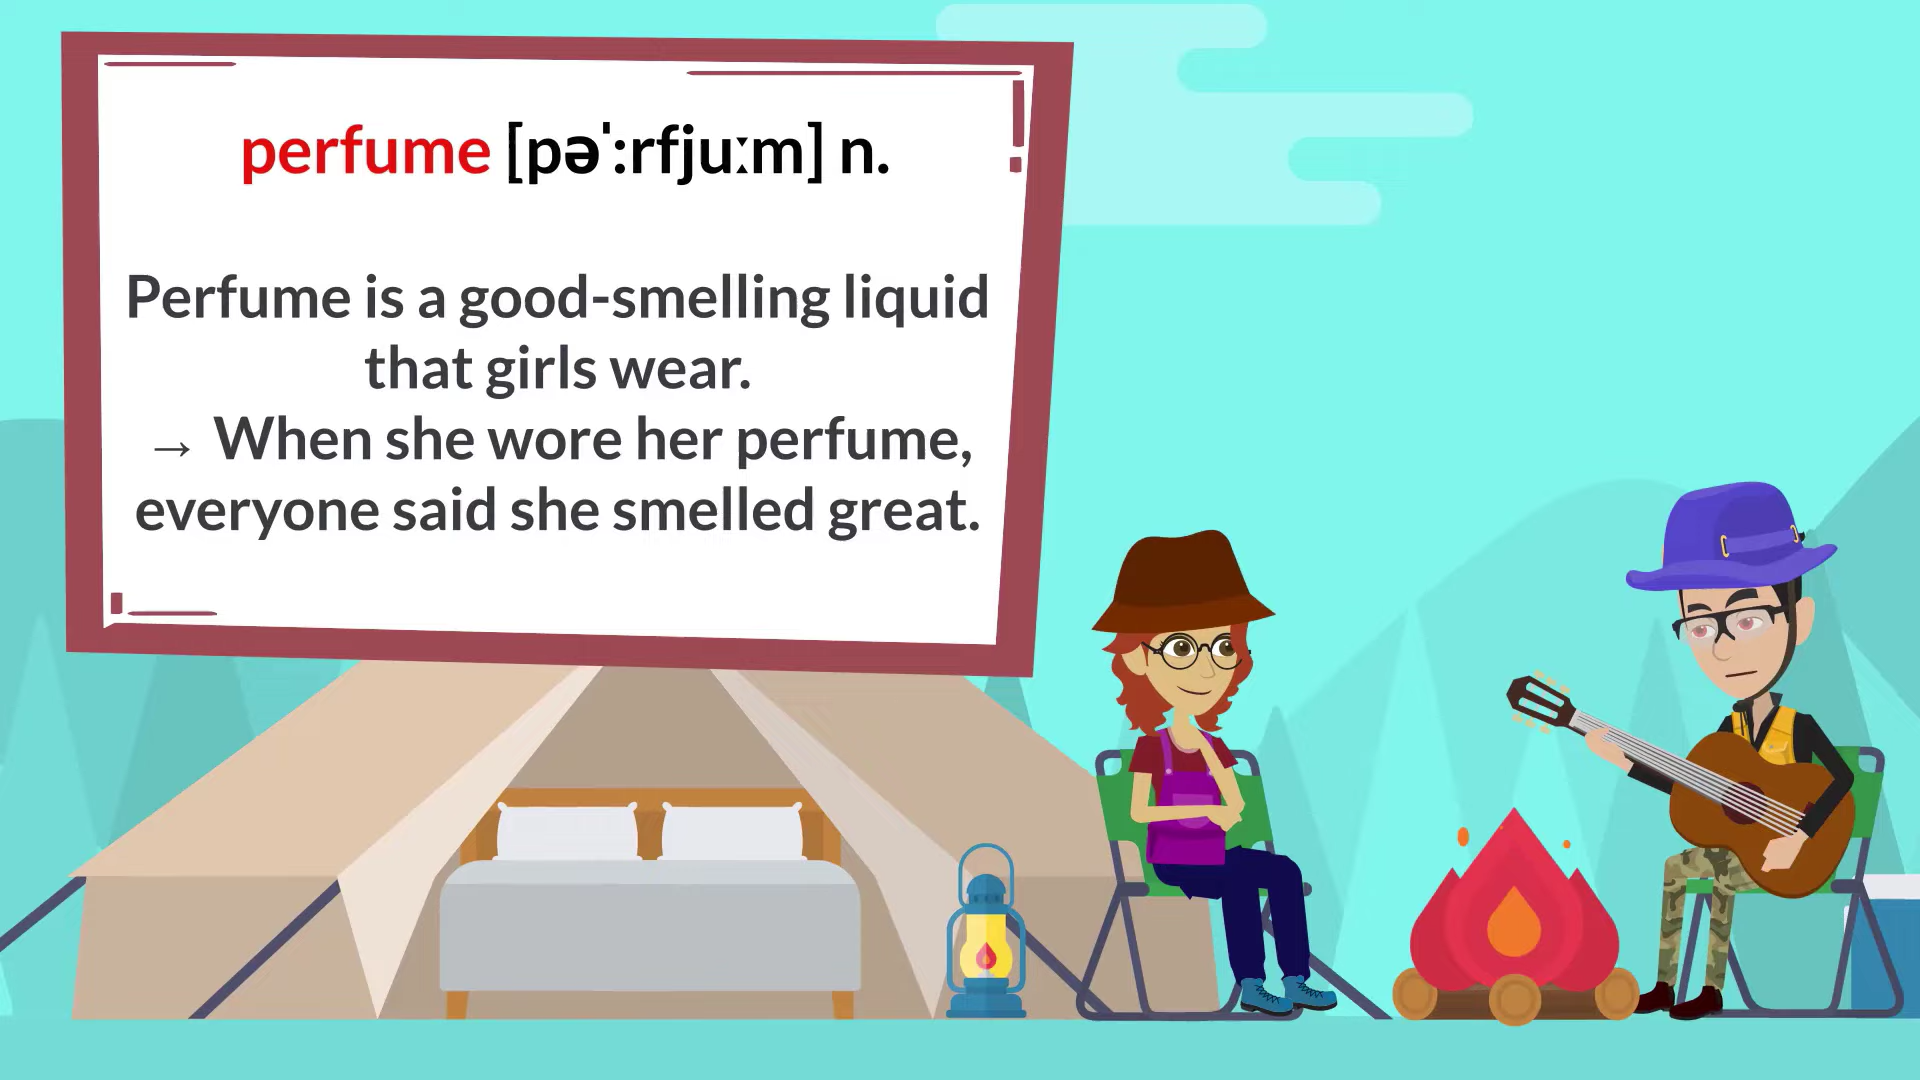 perfume [pəˈ:rfjuːm] n.
Perfume is a good-smelling liquid
that girls wear.
→ When she wore her perfume,
everyone said she smelled great.